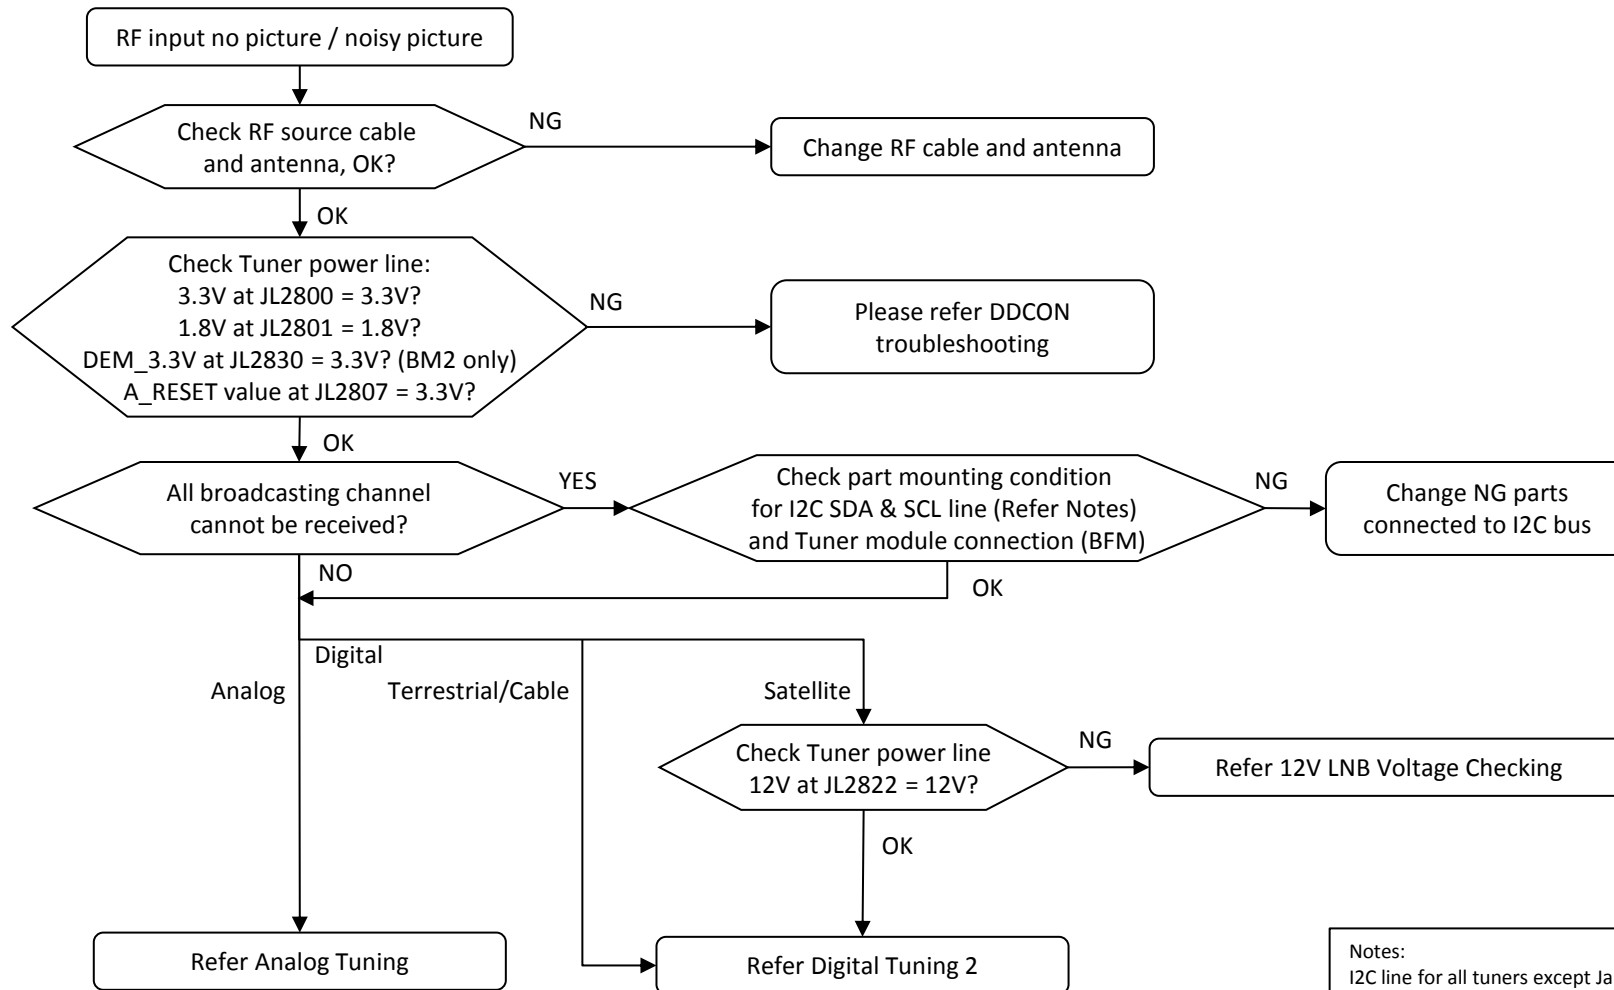 RF input no picture / noisy picture
Check RF source cable
and antenna, OK?
NG
Change RF cable and antenna
OK
Check Tuner power line:
3.3V at JL2800 = 3.3V?
1.8V at JL2801 = 1.8V?
DEM_3.3V at JL2830 = 3.3V? (BM2 only)
A_RESET value at JL2807 = 3.3V?
NG
Please refer DDCON
troubleshooting
OK
All broadcasting channel
cannot be received?
YES
Check part mounting condition
for I2C SDA & SCL line (Refer Notes)
and Tuner module connection (BFM)
NG
Change NG parts
connected to I2C bus
NO
OK
Digital
Analog
Terrestrial/Cable
Satellite
Check Tuner power line
12V at JL2822 = 12V?
NG
Refer 12V LNB Voltage Checking
OK
Refer Analog Tuning
Refer Digital Tuning 2
Notes:
I2C line for all tuners except Ja